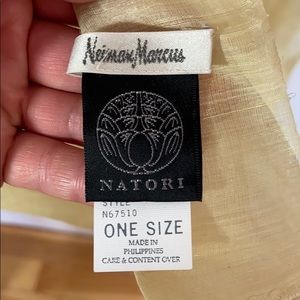 Neiman Marcus
NATORI
STYLE
N67510
ONE SIZE
MADE IN
PHILIPPINES
CARE & CONTENT OVER